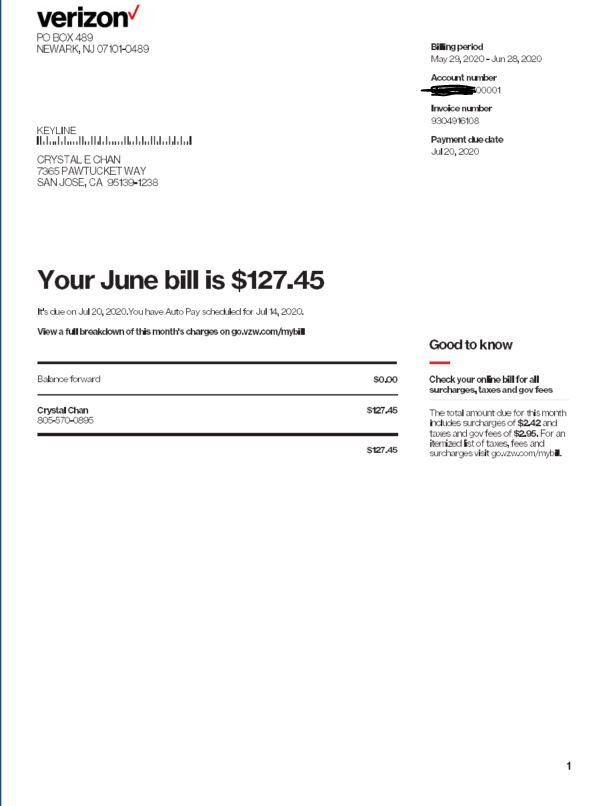 verizon
PO BOX 489
NEWARK, NJ 07101-0489
Billing period
May 29, 2020 - Jun 28, 2020
Account number
00001
Invoice number
9304916108
Payment due date
Jul 20, 2020
KEYLINE
CRYSTAL E CHAN
7365 PAWTUCKET WAY
SAN JOSE, CA 95139-1238
Your June bill is $127.45
It's due on Jul 20, 2020.You have Auto Pay scheduled for Jul 14, 2020.
View a full breakdown of this month's charges on go.vzw.com/mybill
Balance forward $0.00
Crystal Chan $127.45
805-570-0895
$127.45
Good to know
Check your online bill for all
surcharges, taxes and gov fees
The total amount due for this month
includes surcharges of $2.42 and
taxes and gov fees of $2.95. For an
itemized list of taxes, fees and
surcharges visit go.vzw.com/mybill.
1